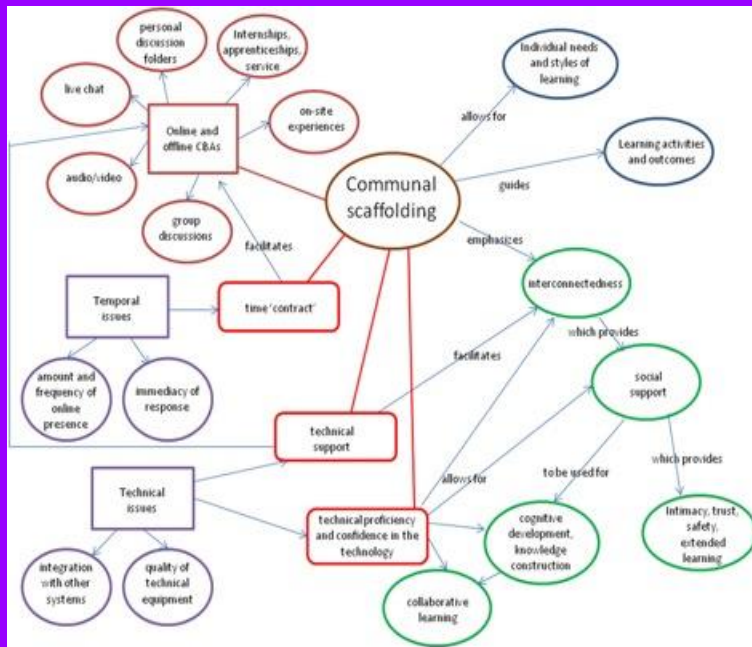 personal
discussion
folders
Internships,
apprenticeships,
service
live chat
Online and
offline CBAs
on-site
experiences
audio/video
group
discussions
Individual needs
and styles of
learning
allows for
Learning activities
and outcomes
guides
Communal
scaffolding
emphasizes
facilitates
interconnectedness
Temporal
issues
time 'contract'
which provides
facilitates
amount and
frequency of
online
presence
immediacy of
response
social
support
technical
support
allows for
to be used for
which provides
Technical
issues
technical proficiency
and confidence in the
technology
cognitive
development,
knowledge
construction
Intimacy, trust,
safety,
extended
learning
integration
with other
systems
quality of
technical
equipment
collaborative
learning